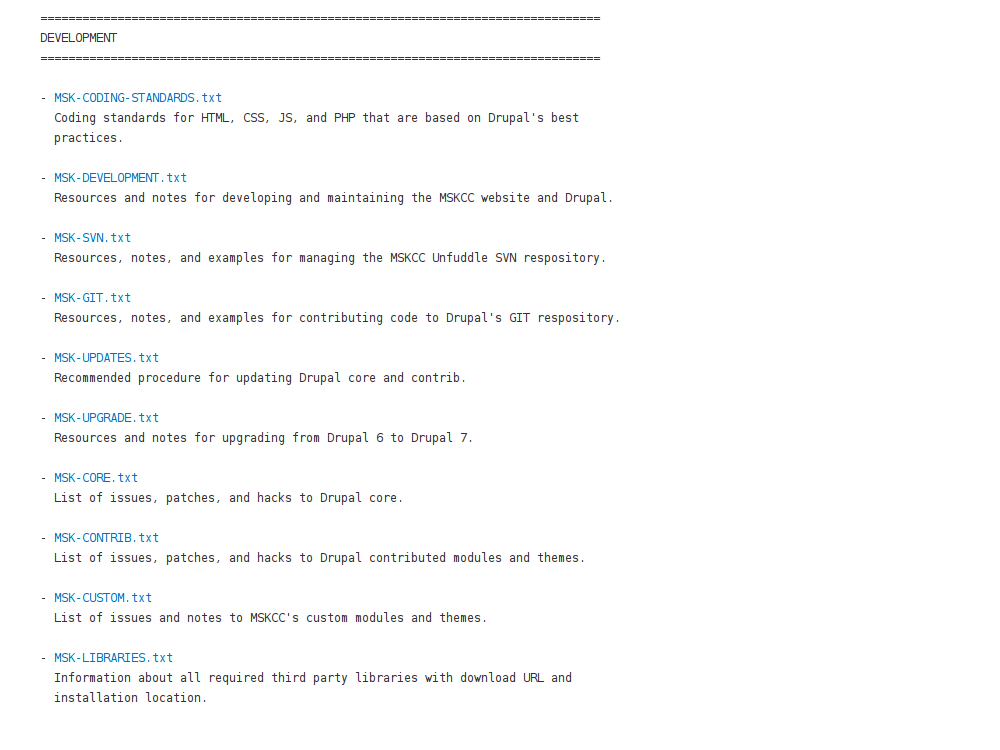 ================================================================================
DEVELOPMENT
================================================================================
- MSK-CODING-STANDARDS.txt
Coding standards for HTML, CSS, JS, and PHP that are based on Drupal's best
practices.
- MSK-DEVELOPMENT.txt
Resources and notes for developing and maintaining the MSKCC website and Drupal.
- MSK-SVN.txt
Resources, notes, and examples for managing the MSKCC Unfuddle SVN respository.
- MSK-GIT.txt
Resources, notes, and examples for contributing code to Drupal's GIT respository.
- MSK-UPDATES.txt
Recommended procedure for updating Drupal core and contrib.
- MSK-UPGRADE.txt
Resources and notes for upgrading from Drupal 6 to Drupal 7.
- MSK-CORE.txt
List of issues, patches, and hacks to Drupal core.
- MSK-CONTRIB.txt
List of issues, patches, and hacks to Drupal contributed modules and themes.
- MSK-CUSTOM.txt
List of issues and notes to MSKCC's custom modules and themes.
- MSK-LIBRARIES.txt
Information about all required third party libraries with download URL and
installation location.